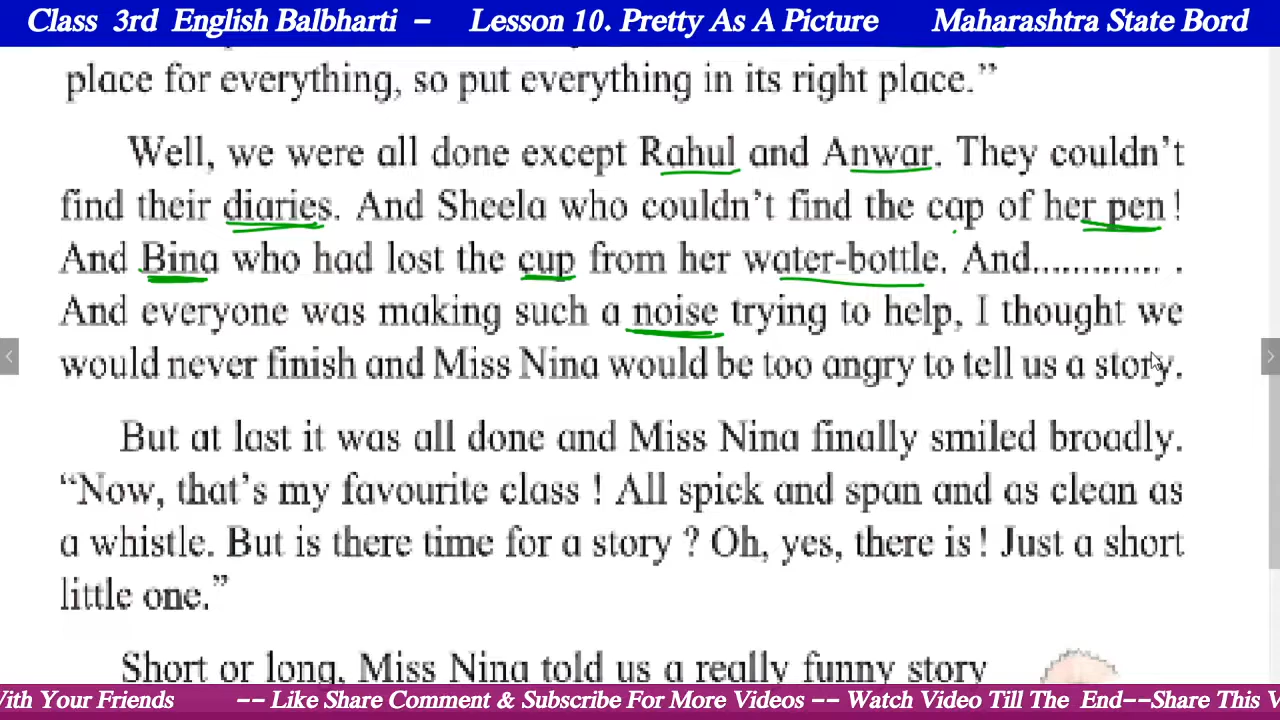 Class 3rd English Balbharti – Lesson 10. Pretty As A Picture Maharashtra State Bord
place for everything, so put everything in its right place.”
Well, we were all done except Rahul and Anwar. They couldn’t
find their diaries. And Sheela who couldn’t find the cap of her pen !
And Bina who had lost the cup from her water-bottle. And............. .
And everyone was making such a noise trying to help, I thought we
would never finish and Miss Nina would be too angry to tell us a story.
But at last it was all done and Miss Nina finally smiled broadly.
“Now, that’s my favourite class ! All spick and span and as clean as
a whistle. But is there time for a story ? Oh, yes, there is ! Just a short
little one.”
Short or long, Miss Nina told us a really funny story
With Your Friends -- Like Share Comment & Subscribe For More Videos -- Watch Video Till The End--Share This V